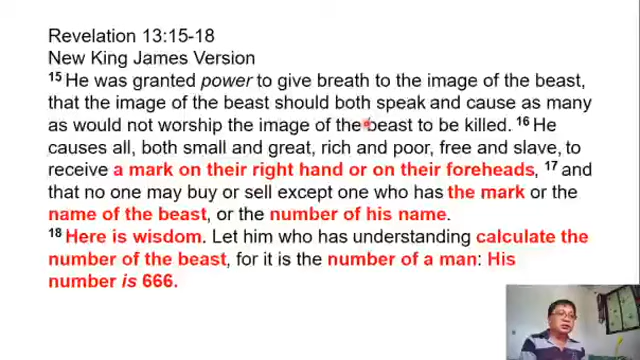 Revelation 13:15-18
New King James Version
15 He was granted power to give breath to the image of the beast,
that the image of the beast should both speak and cause as many
as would not worship the image of the beast to be killed. 16 He
causes all, both small and great, rich and poor, free and slave, to
receive a mark on their right hand or on their foreheads, 17 and
that no one may buy or sell except one who has the mark or the
name of the beast, or the number of his name.
18 Here is wisdom. Let him who has understanding calculate the
number of the beast, for it is the number of a man: His
number is 666.